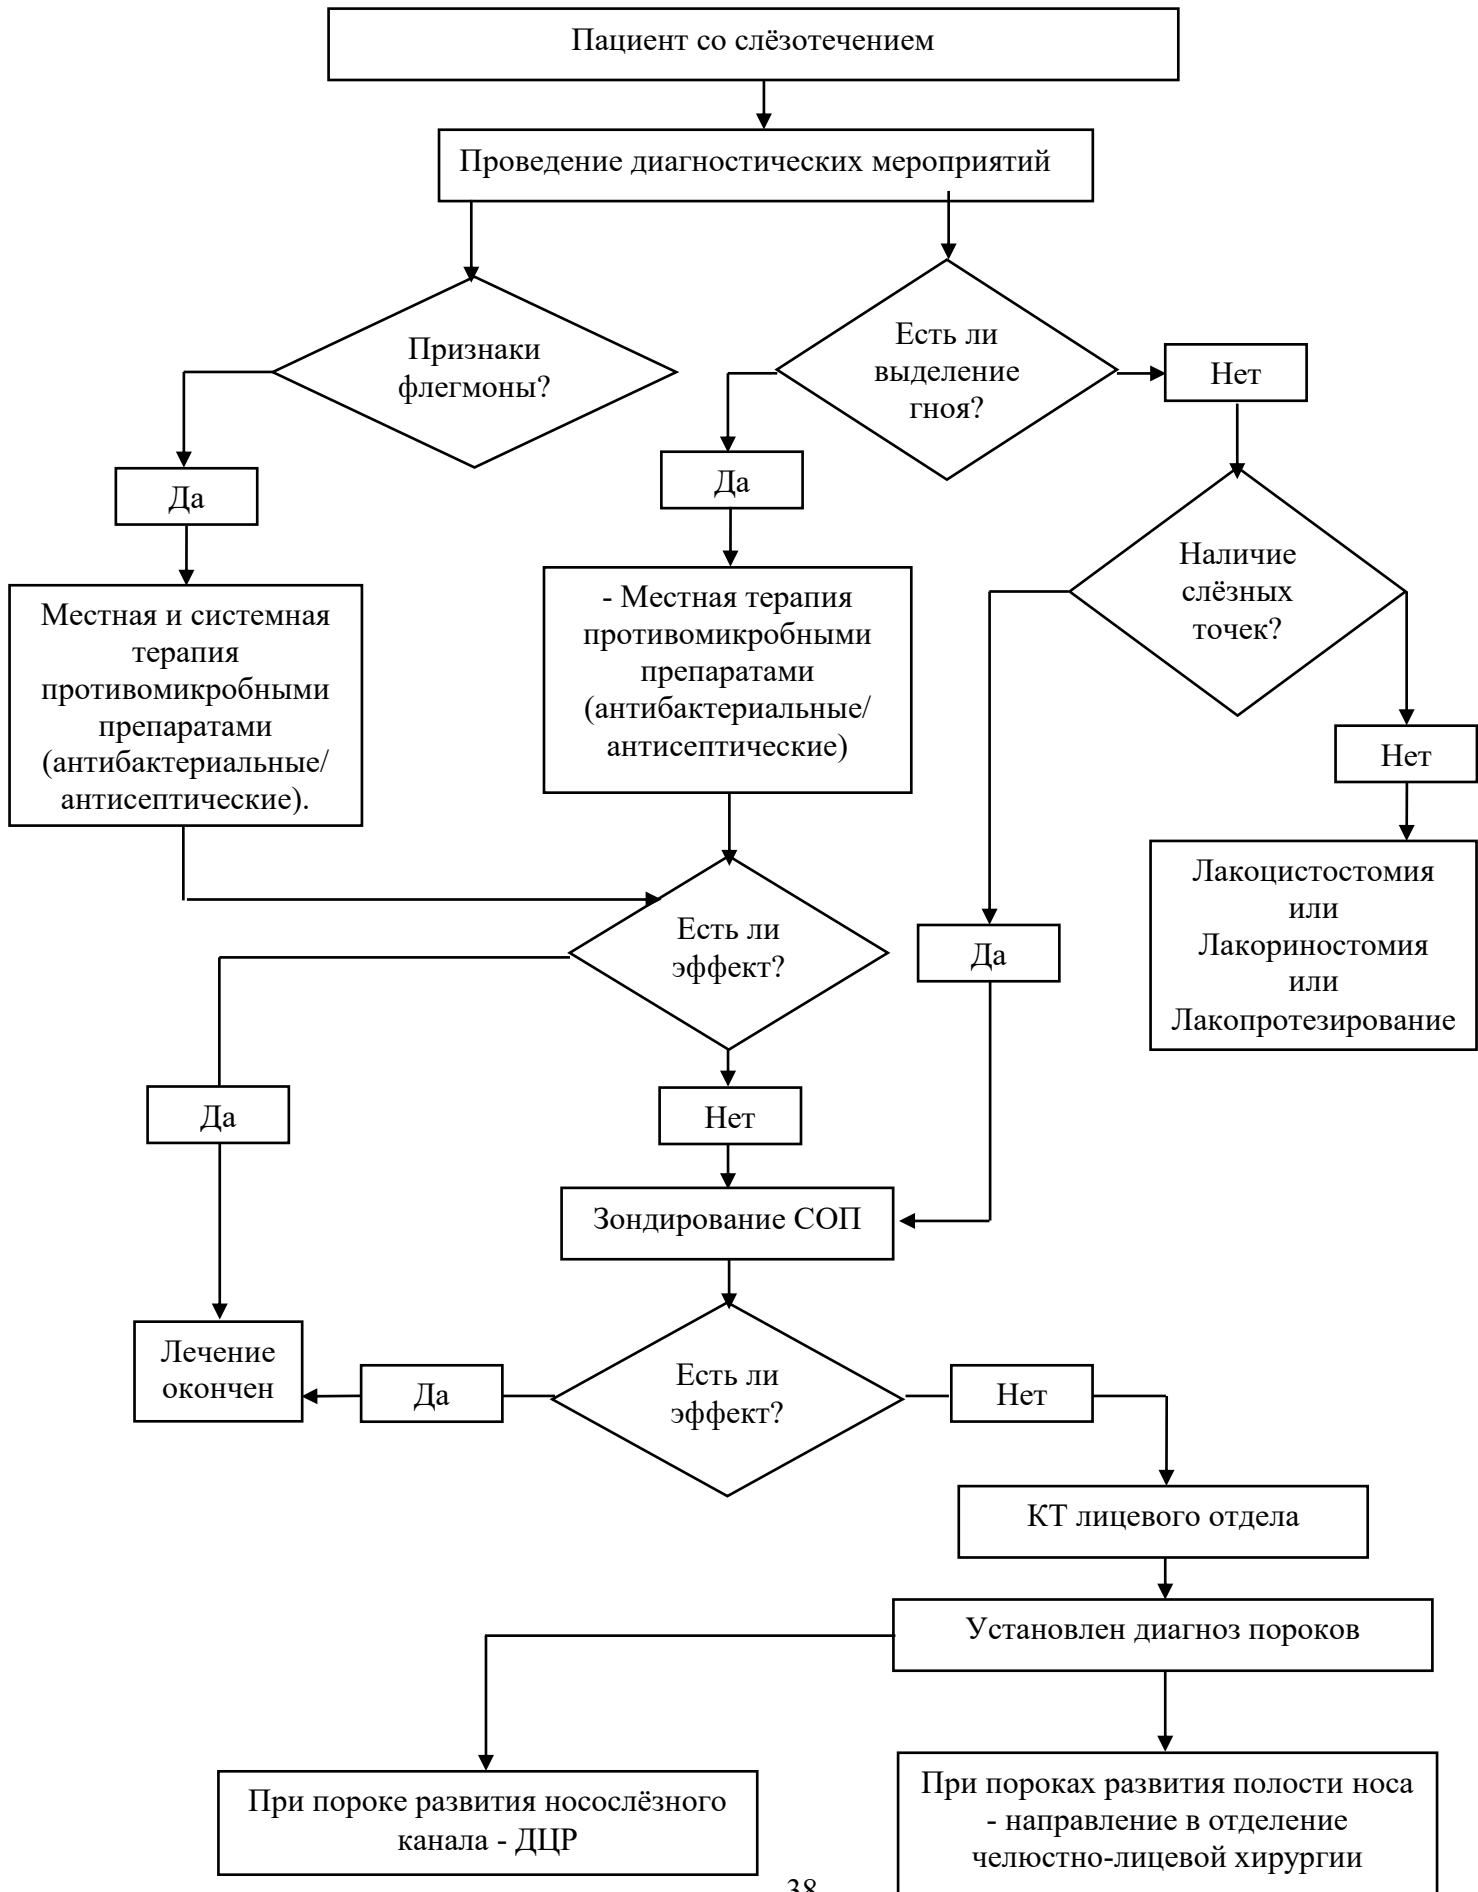 Пациент со слёзотечением
Проведение диагностических мероприятий
Признаки
флегмоны?
Есть ли
выделение
гноя?
Нет
Да
Да
Наличие
слёзных
точек?
Местная и системная
терапия
противомикробными
препаратами
(антибактериальные/
антисептические).
- Местная терапия
противомикробными
препаратами
(антибактериальные/
антисептические)
Нет
Лакоцистостомия
или
Лакориностомия
или
Лакопротезирование
Есть ли
эффект?
Да
Да
Нет
Зондирование СОП
Лечение
окончен
Да
Есть ли
эффект?
Нет
КТ лицевого отдела
Установлен диагноз пороков
При пороке развития носослёзного
канала - ДЦР
При пороках развития полости носа
- направление в отделение
челюстно-лицевой хирургии
38